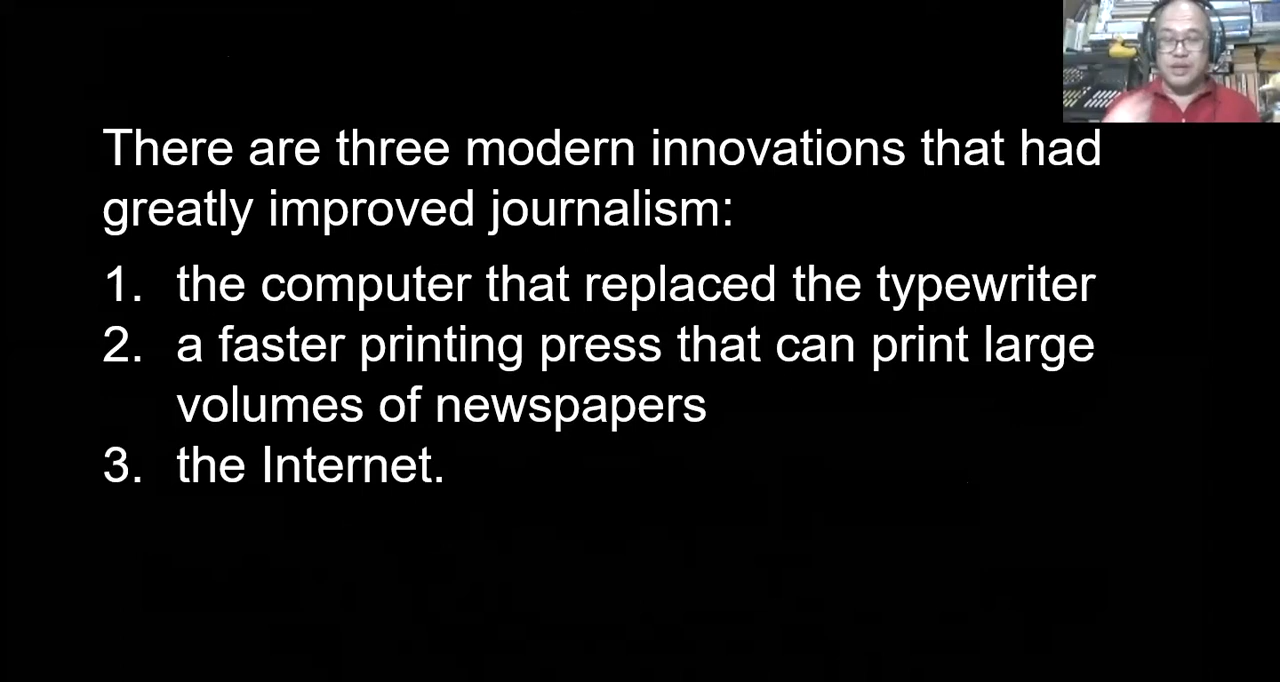 There are three modern innovations that had
greatly improved journalism:
1. the computer that replaced the typewriter
2. a faster printing press that can print large
volumes of newspapers
3. the Internet.